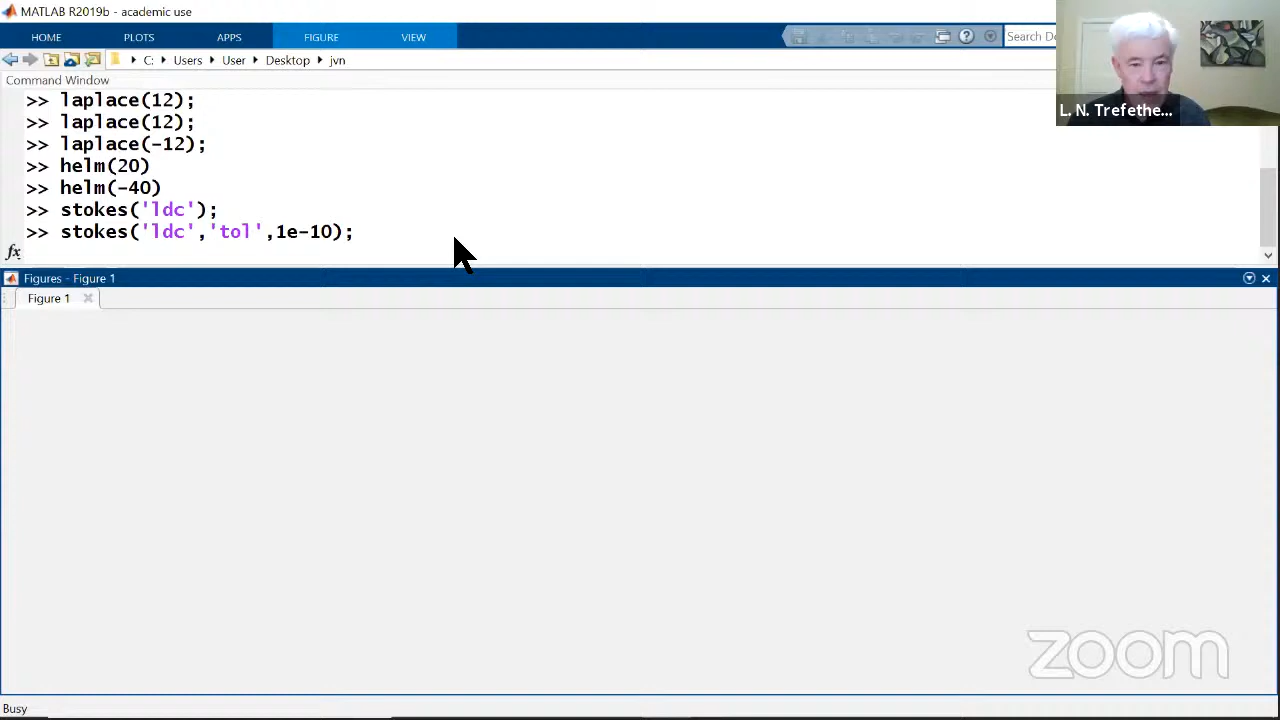 MATLAB R2019b - academic use
HOME PLOTS APPS FIGURE VIEW
Search Do
C: Users User Desktop jvn
Command Window
L. N. Trefethe...
>> laplace(12);
>> laplace(12);
>> laplace(-12);
>> helm(20)
>> helm(-40)
>> stokes('ldc');
>> stokes('ldc','tol',1e-10);
fx
Figures - Figure 1
Figure 1
zoom
Busy